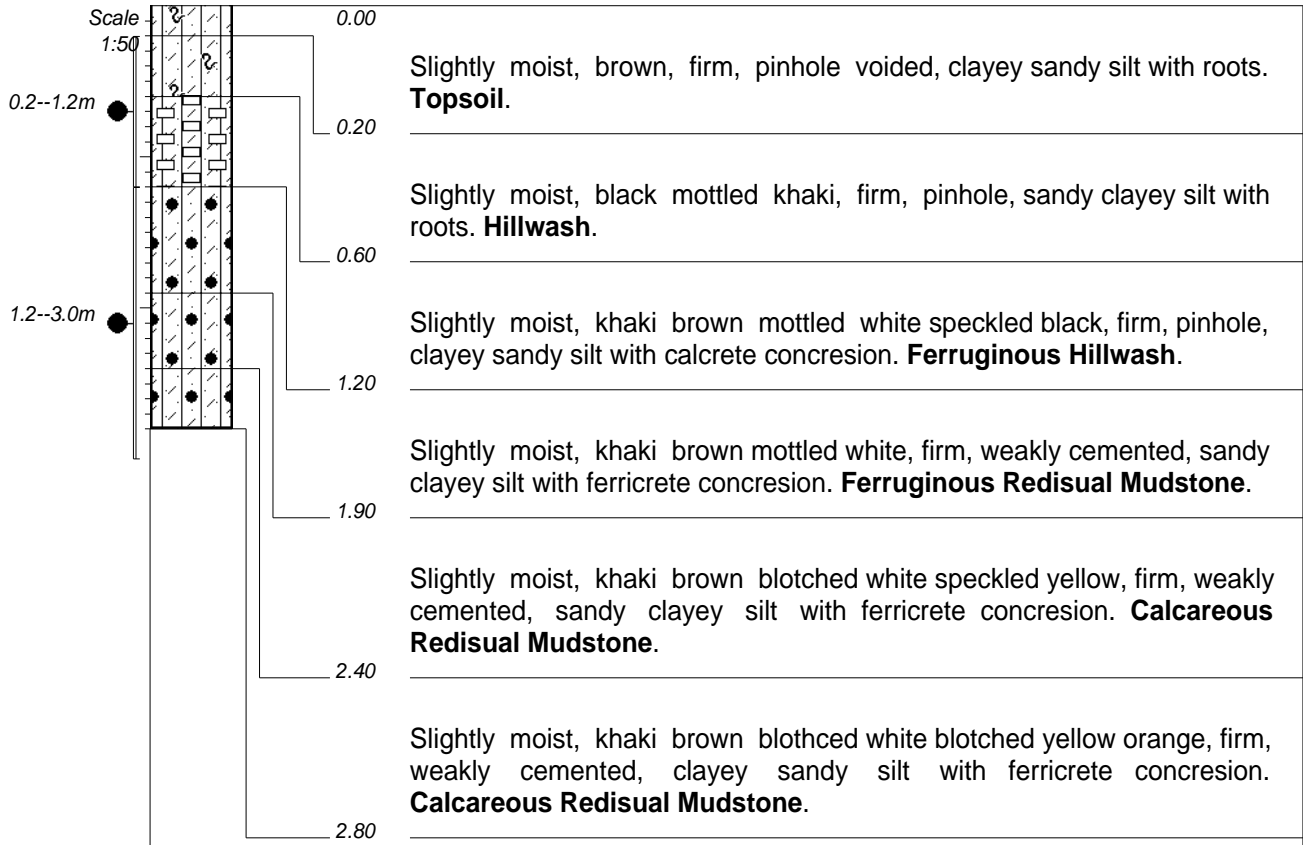 Scale
1:50
0.00
Slightly moist, brown, firm, pinhole voided, clayey sandy silt with roots.
Topsoil.
0.2--1.2m
0.20
Slightly moist, black mottled khaki, firm, pinhole, sandy clayey silt with
roots. Hillwash.
0.60
Slightly moist, khaki brown mottled white speckled black, firm, pinhole,
clayey sandy silt with calcrete concresion. Ferruginous Hillwash.
1.2--3.0m
1.20
Slightly moist, khaki brown mottled white, firm, weakly cemented, sandy
clayey silt with ferricrete concresion. Ferruginous Redisual Mudstone.
1.90
Slightly moist, khaki brown blotched white speckled yellow, firm, weakly
cemented, sandy clayey silt with ferricrete concresion. Calcareous
Redisual Mudstone.
2.40
Slightly moist, khaki brown blothced white blotched yellow orange, firm,
weakly cemented, clayey sandy silt with ferricrete concresion.
Calcareous Redisual Mudstone.
2.80